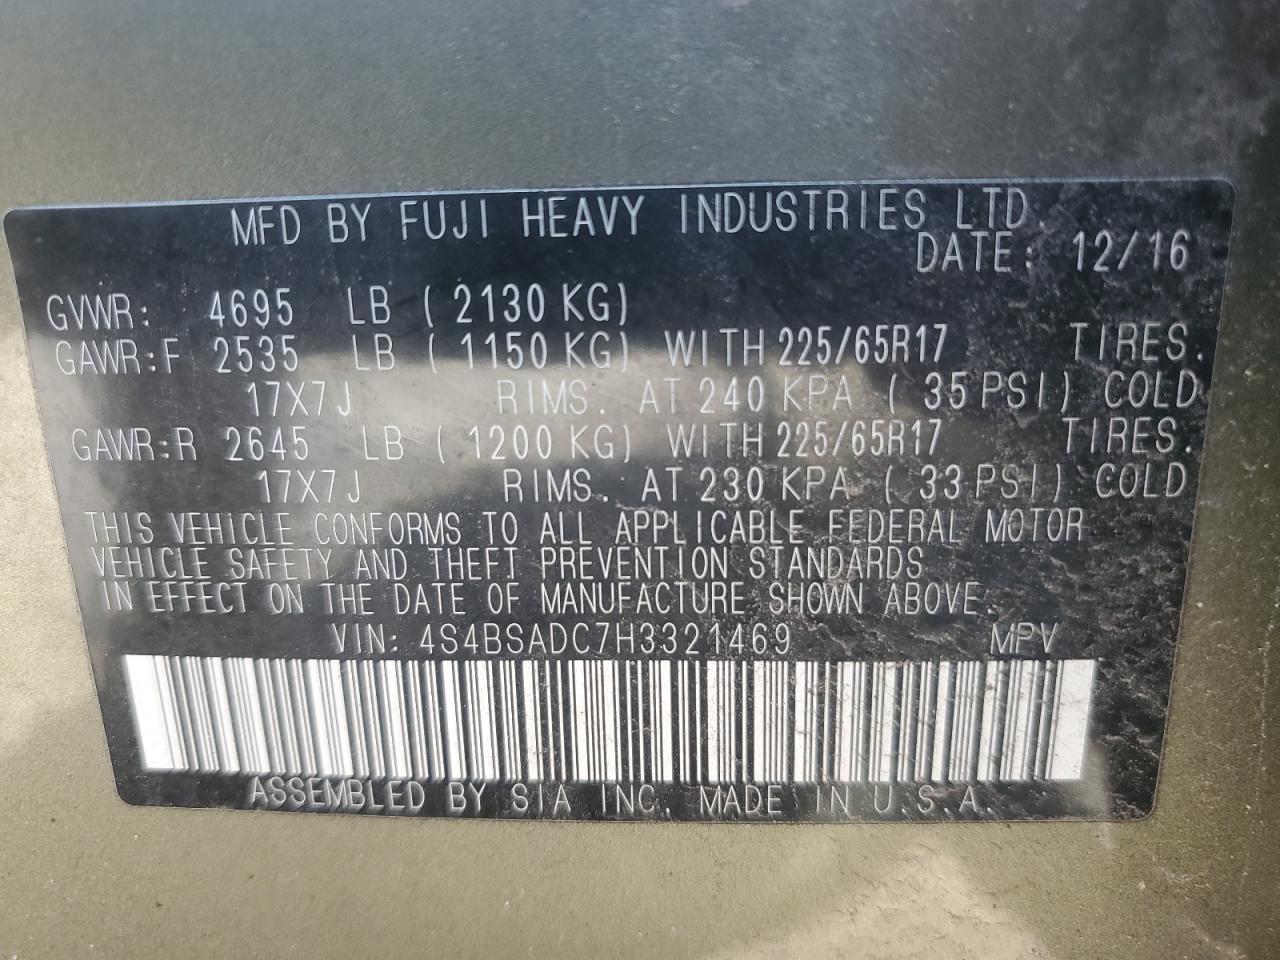 MFD BY FUJI HEAVY INDUSTRIES LTD.
DATE: 12/16
GVWR: 4695 LB ( 2130 KG)
GAWR:F 2535 LB ( 1150 KG) WITH 225/65R17 TIRES.
17X7J RIMS. AT 240 KPA ( 35 PSI) COLD
GAWR:R 2645 LB ( 1200 KG) WITH 225/65R17 TIRES.
17X7J RIMS. AT 230 KPA ( 33 PSI) COLD
THIS VEHICLE CONFORMS TO ALL APPLICABLE FEDERAL MOTOR
VEHICLE SAFETY AND THEFT PREVENTION STANDARDS
IN EFFECT ON THE DATE OF MANUFACTURE SHOWN ABOVE.
VIN: 4S4BSADC7H3321469 MPV
ASSEMBLED BY SIA INC. MADE IN U.S.A.